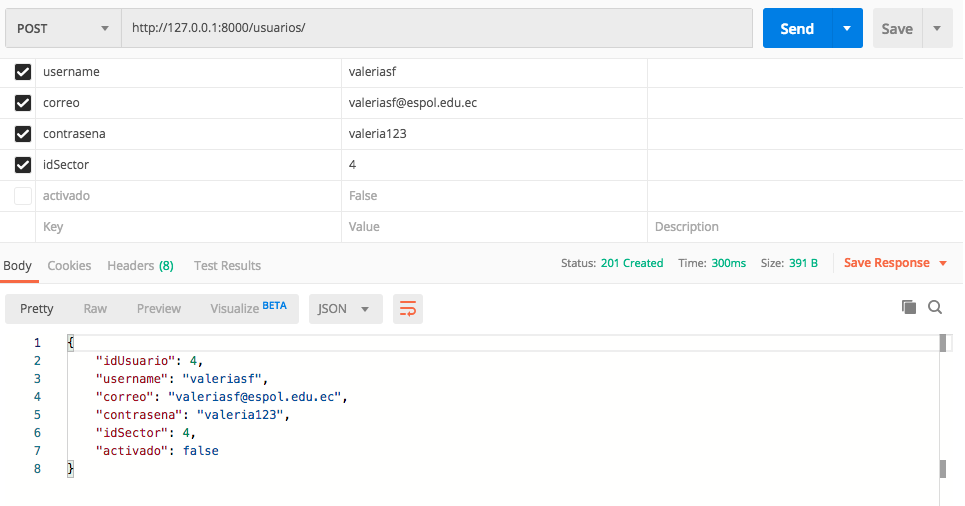 POST http://127.0.0.1:8000/usuarios/ Send Save
username valeriasf
correo valeriasf@espol.edu.ec
contrasena valeria123
idSector 4
activado False
Key Value Description
Body Cookies Headers (8) Test Results Status: 201 Created Time: 300ms Size: 391 B Save Response
Pretty Raw Preview Visualize BETA JSON
1 {
2 "idUsuario": 4,
3 "username": "valeriasf",
4 "correo": "valeriasf@espol.edu.ec",
5 "contrasena": "valeria123",
6 "idSector": 4,
7 "activado": false
8 }